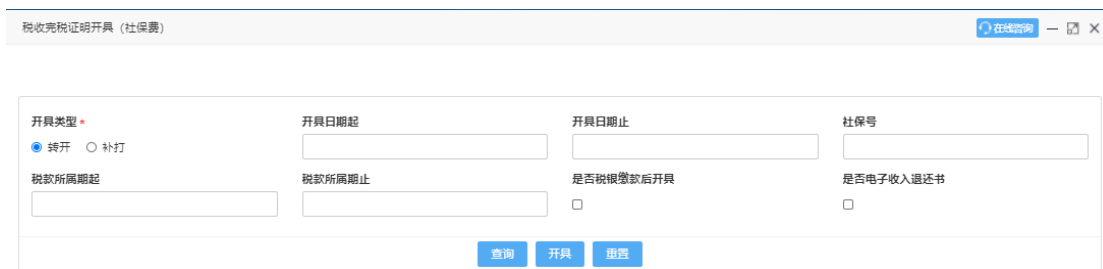 税收完税证明开具（社保费） 在线咨询
开具类型* 开具日期起 开具日期止 社保号
转开 补打
税款所属期起 税款所属期止 是否税银缴款后开具 是否电子收入退还书
查询 开具 重置